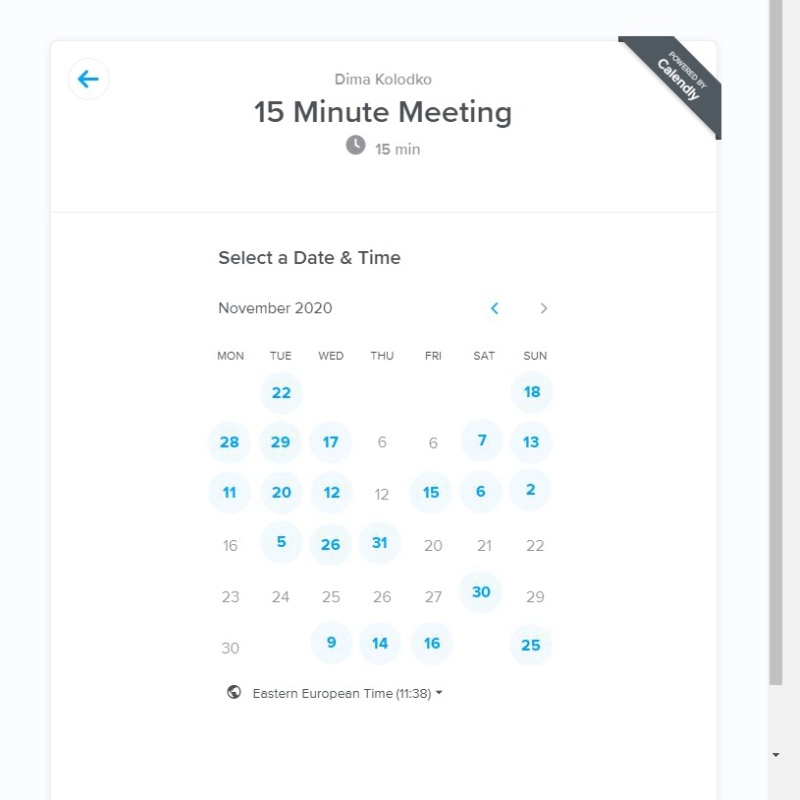 Dima Kolodko
POWERED BY
Calendly
15 Minute Meeting
15 min
Select a Date & Time
November 2020
MON TUE WED THU FRI SAT SUN
22 18
28 29 17 6 6 7 13
11 20 12 12 15 6 2
16 5 26 31 20 21 22
23 24 25 26 27 30 29
30 9 14 16 25
Eastern European Time (11:38)